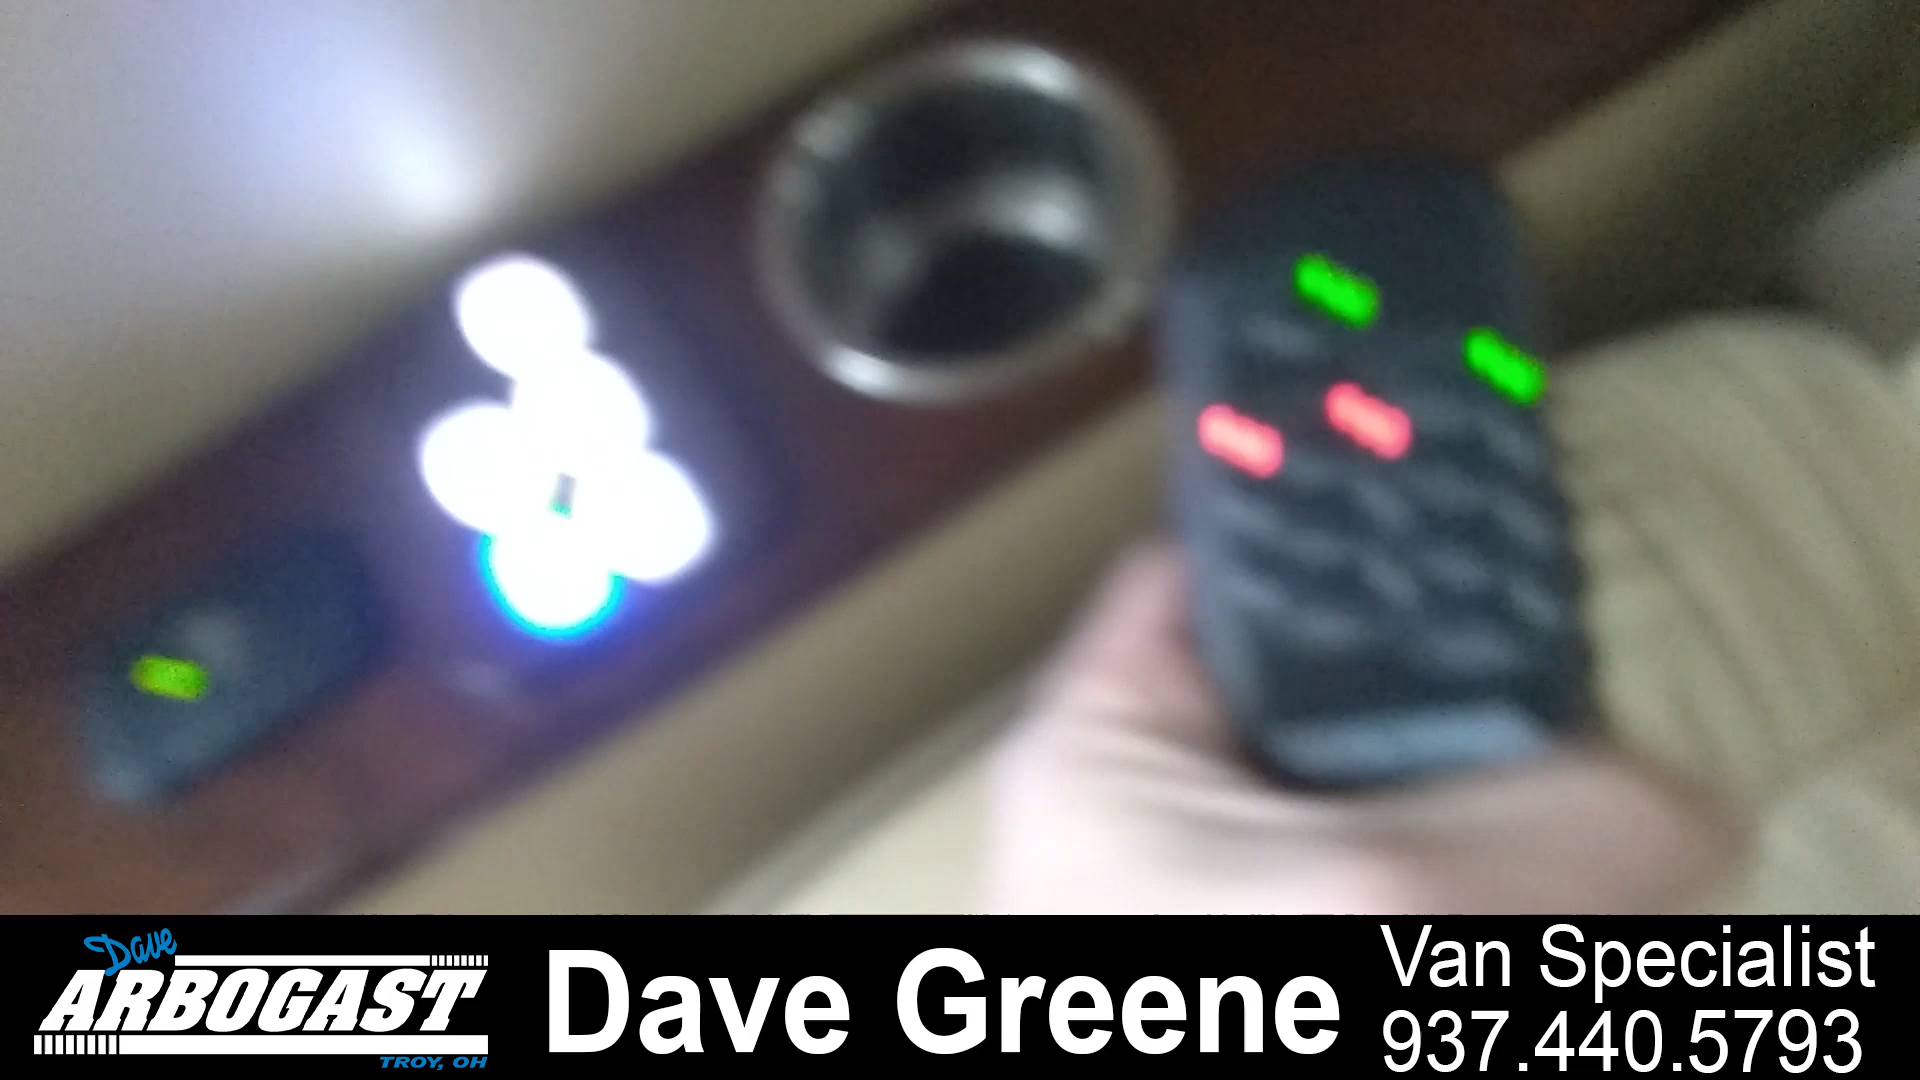 Dave
ARBOGAST
TROY, OH
Dave Greene
Van Specialist
937.440.5793